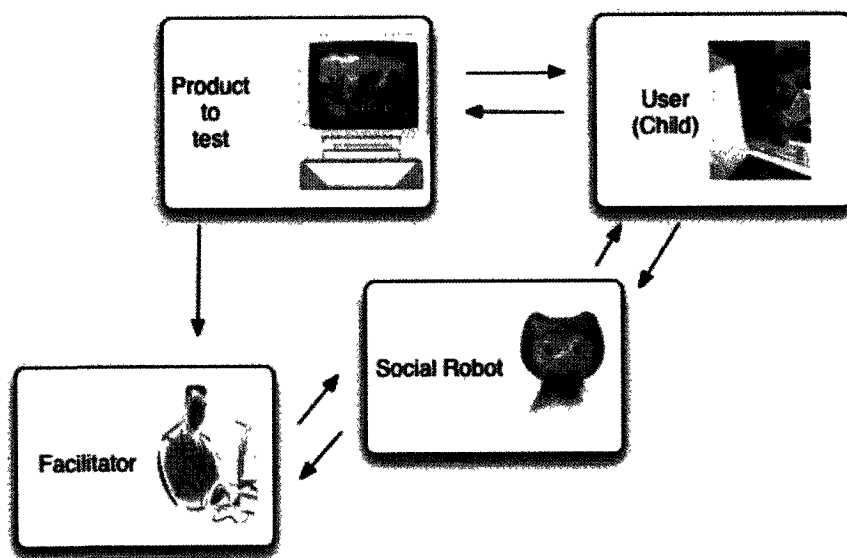 Product
to
test
User
(Child)
Social Robot
Facilitator